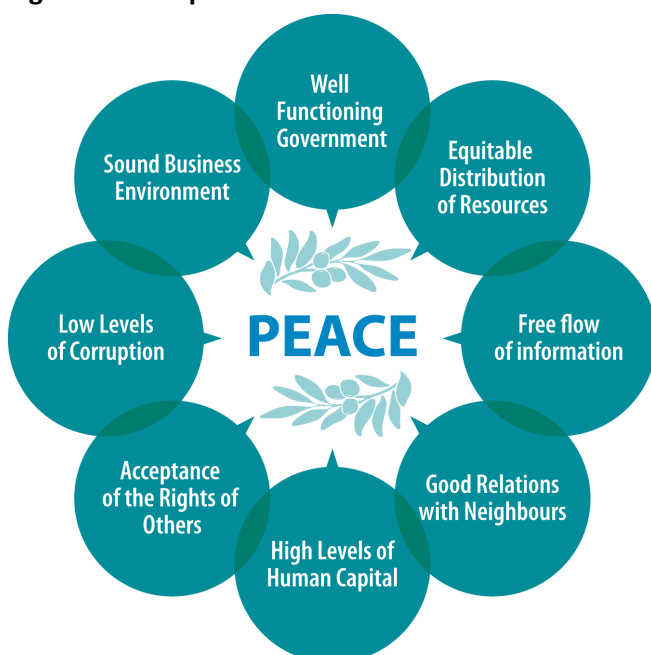 Well
Functioning
Government
Equitable
Distribution
of Resources
Free flow
of information
Good Relations
with Neighbours
High Levels of
Human Capital
Acceptance
of the Rights of
Others
Low Levels
of Corruption
Sound Business
Environment
PEACE